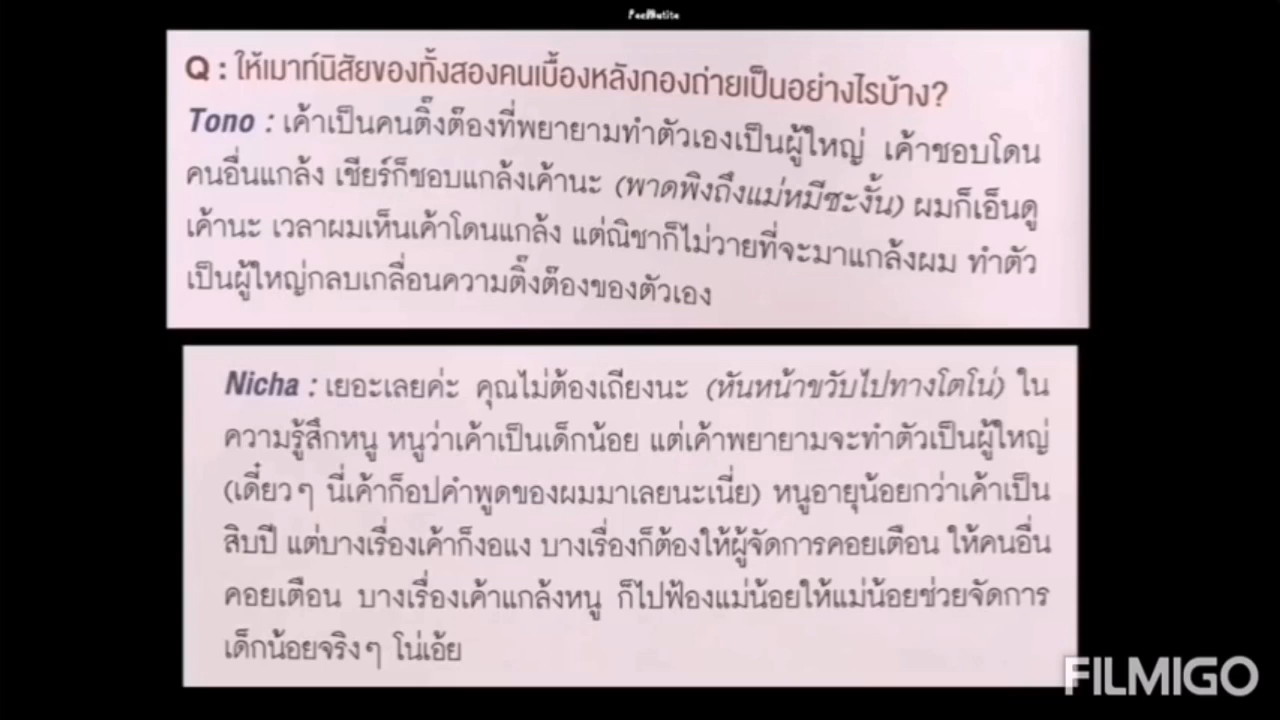 Q : ให้เมาท์นิสัยของทั้งสองคนเบื้องหลังกองถ่ายเป็นอย่างไรบ้าง?
Tono : เค้าเป็นคนติ๊งต๊องที่พยายามทำตัวเองเป็นผู้ใหญ่ เค้าชอบโดน
คนอื่นแกล้ง เชียร์ก็ชอบแกล้งเค้านะ (พาดพิงถึงแม่หมีซะงั้น) ผมก็เอ็นดู
เค้านะ เวลาผมเห็นเค้าโดนแกล้ง แต่ณิชาก็ไม่วายที่จะมาแกล้งผม ทำตัว
เป็นผู้ใหญ่กลบเกลื่อนความติ๊งต๊องของตัวเอง
Nicha : เยอะเลยค่ะ คุณไม่ต้องเถียงนะ (หันหน้าขวับไปทางโตโน่) ใน
ความรู้สึกหนู หนูว่าเค้าเป็นเด็กน้อย แต่เค้าพยายามจะทำตัวเป็นผู้ใหญ่
(เดี๋ยวๆ นี่เค้าก็อปคำพูดของผมมาเลยนะเนี่ย) หนูอายุน้อยกว่าเค้าเป็น
สิบปี แต่บางเรื่องเค้าก็งอแง บางเรื่องก็ต้องให้ผู้จัดการคอยเตือน ให้คนอื่น
คอยเตือน บางเรื่องเค้าแกล้งหนู ก็ไปฟ้องแม่น้อยให้แม่น้อยช่วยจัดการ
เด็กน้อยจริงๆ โน่เอ้ย
FILMIGO